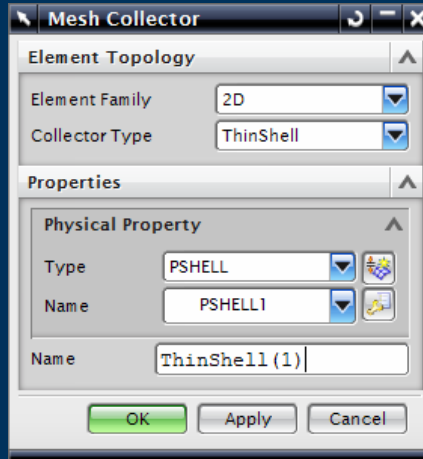 Mesh Collector
Element Topology
Element Family 2D
Collector Type ThinShell
Properties
Physical Property
Type PSHELL
Name PSHELL1
Name ThinShell(1)
OK Apply Cancel